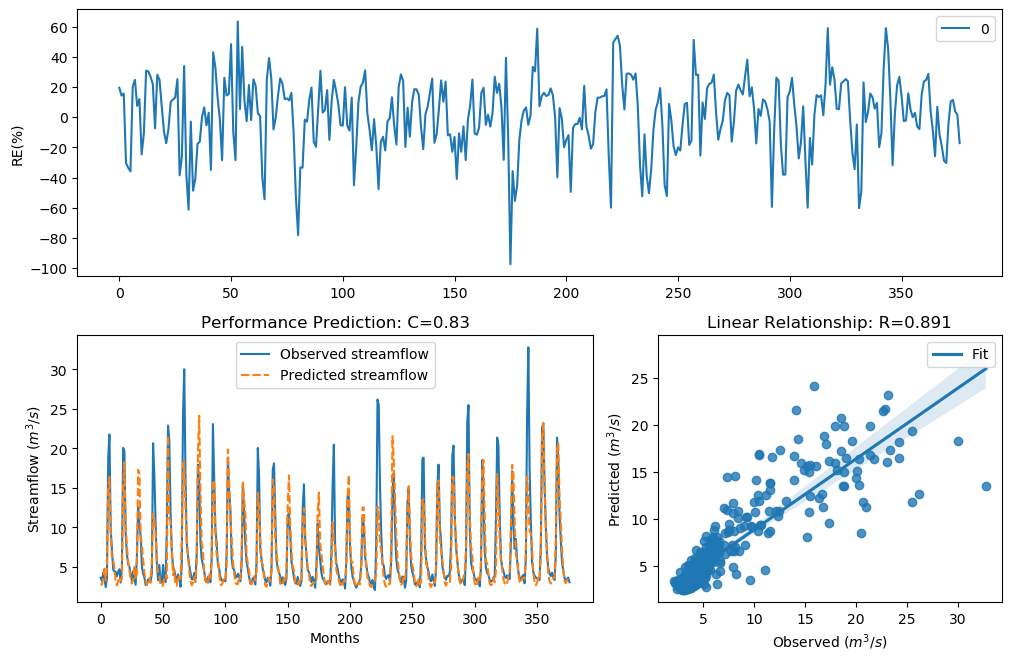 60
40
20
0
−20
−40
−60
−80
−100
RE(%)
0
0 50 100 150 200 250 300 350
Performance Prediction: C=0.83
Observed streamflow
Predicted streamflow
30
25
20
15
10
5
Streamflow (m³/s)
0 50 100 150 200 250 300 350
Months
Linear Relationship: R=0.891
Fit
25
20
15
10
5
Predicted (m³/s)
5 10 15 20 25 30
Observed (m³/s)